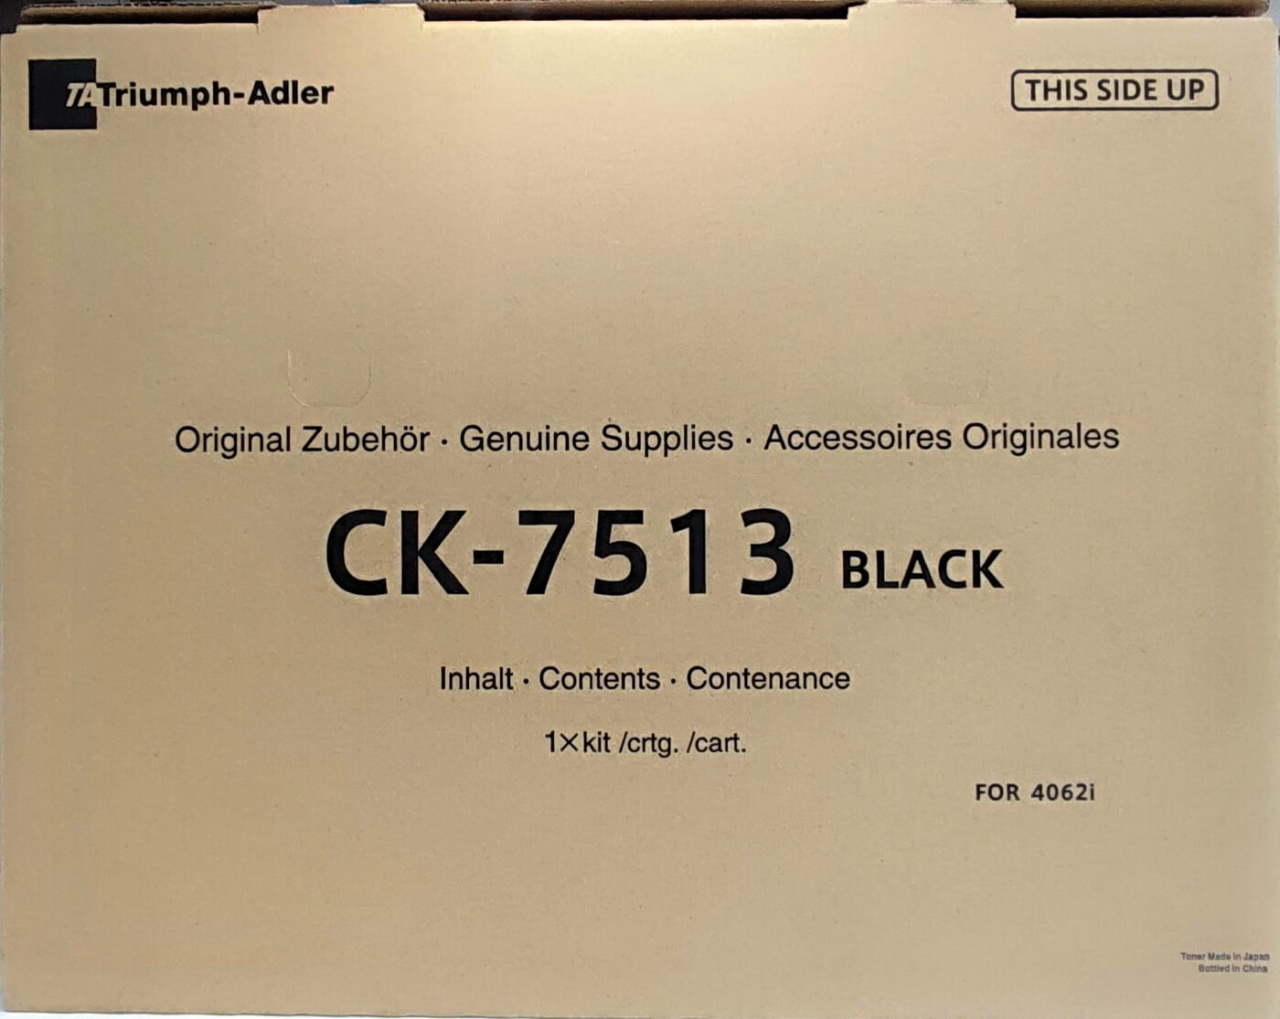 TA Triumph-Adler
THIS SIDE UP
Original Zubehör · Genuine Supplies · Accessoires Originales
CK-7513 BLACK
Inhalt · Contents · Contenance
1×kit /crtg. /cart.
FOR 4062i
Toner Made in Japan
Bottled in China